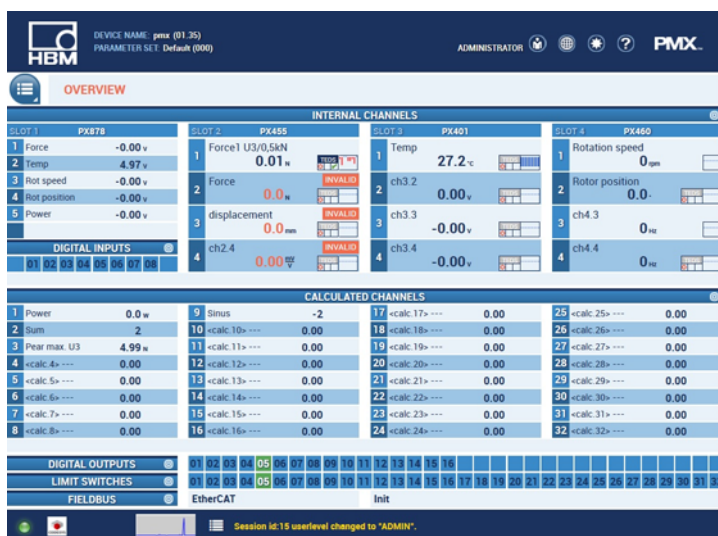 HBM
DEVICE NAME: pmx (01.35)
PARAMETER SET: Default (000)
ADMINISTRATOR
?
PMX
OVERVIEW
INTERNAL CHANNELS
SLOT 1 PX878
1 Force -0.00 v
2 Temp 4.97 v
3 Rot speed -0.00 v
4 Rot position -0.00 v
5 Power -0.00 v
DIGITAL INPUTS
01 02 03 04 05 06 07 08
SLOT 2 PX455
1 Force1 U3/0,5kN 0.01 N TEDS
2 Force INVALID 0.0 N
3 displacement INVALID 0.0 mm
4 ch2.4 INVALID 0.00
SLOT 3 PX401
1 Temp 27.2 °C
2 ch3.2 0.00 v
3 ch3.3 -0.00 v
4 ch3.4 -0.00 v
SLOT 4 PX460
1 Rotation speed 0 rpm
2 Rotor position 0.0 -
3 ch4.3 0 Hz
4 ch4.4 0 Hz
CALCULATED CHANNELS
1 Power 0.0 w
2 Sum 2
3 Pear max. U3 4.99 N
4 <calc.4> --- 0.00
5 <calc.5> --- 0.00
6 <calc.6> --- 0.00
7 <calc.7> --- 0.00
8 <calc.8> --- 0.00
9 Sinus -2
10 <calc.10> --- 0.00
11 <calc.11> --- 0.00
12 <calc.12> --- 0.00
13 <calc.13> --- 0.00
14 <calc.14> --- 0.00
15 <calc.15> --- 0.00
16 <calc.16> --- 0.00
17 <calc.17> --- 0.00
18 <calc.18> --- 0.00
19 <calc.19> --- 0.00
20 <calc.20> --- 0.00
21 <calc.21> --- 0.00
22 <calc.22> --- 0.00
23 <calc.23> --- 0.00
24 <calc.24> --- 0.00
25 <calc.25> --- 0.00
26 <calc.26> --- 0.00
27 <calc.27> --- 0.00
28 <calc.28> --- 0.00
29 <calc.29> --- 0.00
30 <calc.30> --- 0.00
31 <calc.31> --- 0.00
32 <calc.32> --- 0.00
DIGITAL OUTPUTS 01 02 03 04 05 06 07 08 09 10 11 12 13 14 15 16
LIMIT SWITCHES 01 02 03 04 05 06 07 08 09 10 11 12 13 14 15 16 17 18 19 20 21 22 23 24 25 26 27 28 29 30 31
FIELDBUS EtherCAT Init
Session id:15 userlevel changed to "ADMIN".